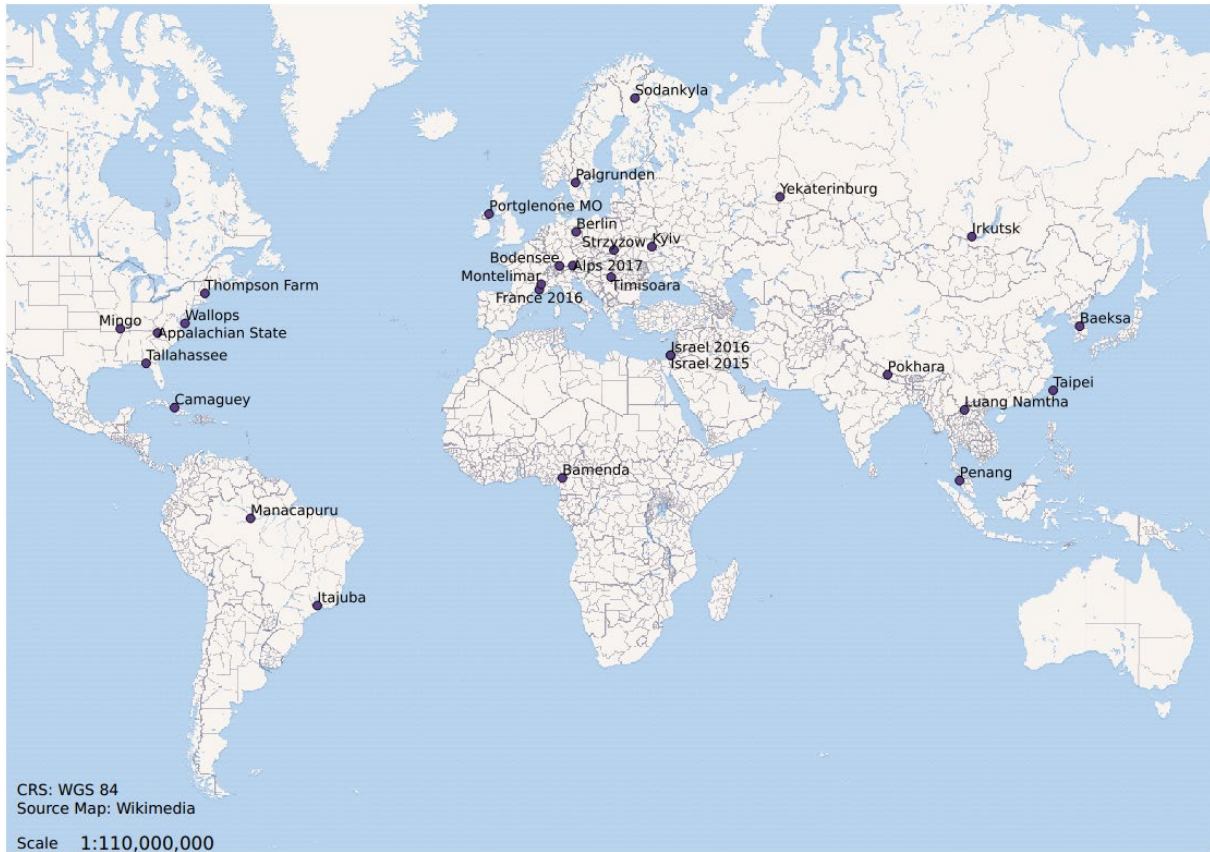 Sodankyla
Palgrunden
Yekaterinburg
Portglenone MO
Berlin
Irkutsk
Strzyzow
Kyiv
Bodensee
Alps 2017
Montelimar
Timisoara
France 2016
Thompson Farm
Mingo
Wallops
Appalachian State
Baeksa
Israel 2016
Israel 2015
Tallahassee
Pokhara
Taipei
Camaguey
Luang Namtha
Bamenda
Penang
Manacapuru
Itajuba
CRS: WGS 84
Source Map: Wikimedia
Scale 1:110,000,000